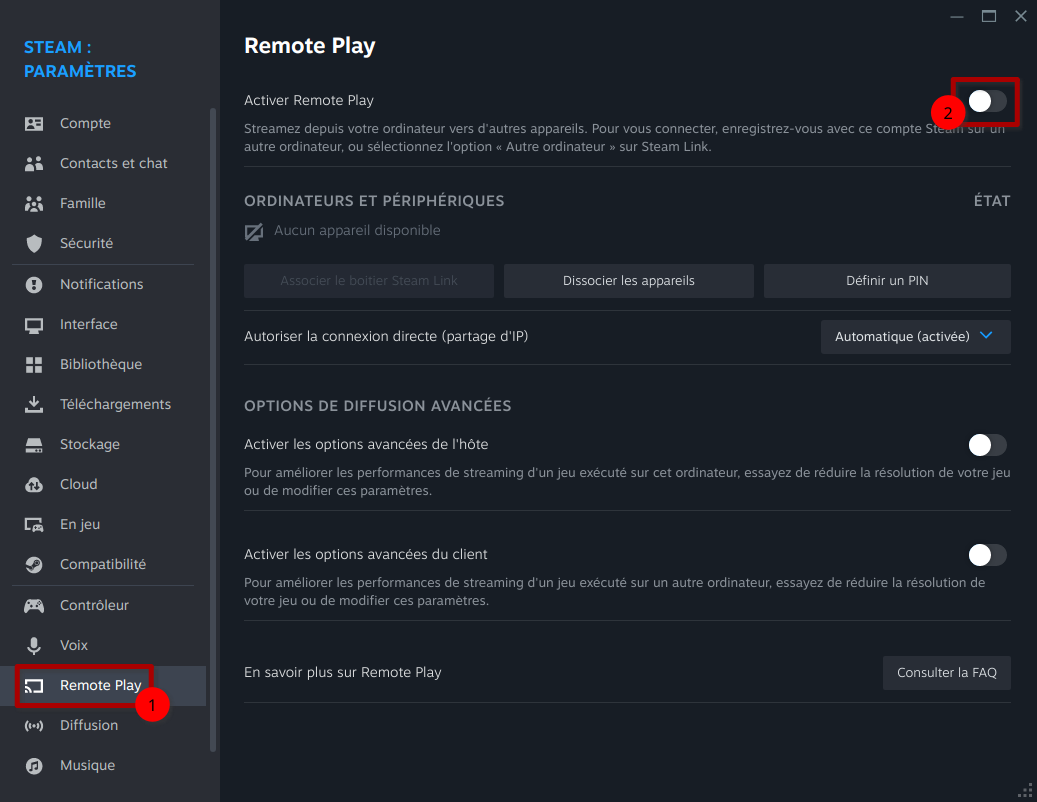 STEAM :
PARAMÈTRES
Compte
Contacts et chat
Famille
Sécurité
Notifications
Interface
Bibliothèque
Téléchargements
Stockage
Cloud
En jeu
Compatibilité
Contrôleur
Voix
Remote Play
1
Diffusion
Musique
Remote Play
Activer Remote Play
2
Streamez depuis votre ordinateur vers d'autres appareils. Pour vous connecter, enregistrez-vous avec ce compte Steam sur un
autre ordinateur, ou sélectionnez l'option « Autre ordinateur » sur Steam Link.
ORDINATEURS ET PÉRIPHÉRIQUES
ÉTAT
Aucun appareil disponible
Associer le boitier Steam Link
Dissocier les appareils
Définir un PIN
Autoriser la connexion directe (partage d'IP)
Automatique (activée)
OPTIONS DE DIFFUSION AVANCÉES
Activer les options avancées de l'hôte
Pour améliorer les performances de streaming d'un jeu exécuté sur cet ordinateur, essayez de réduire la résolution de votre jeu
ou de modifier ces paramètres.
Activer les options avancées du client
Pour améliorer les performances de streaming d'un jeu exécuté sur un autre ordinateur, essayez de réduire la résolution de
votre jeu ou de modifier ces paramètres.
En savoir plus sur Remote Play
Consulter la FAQ